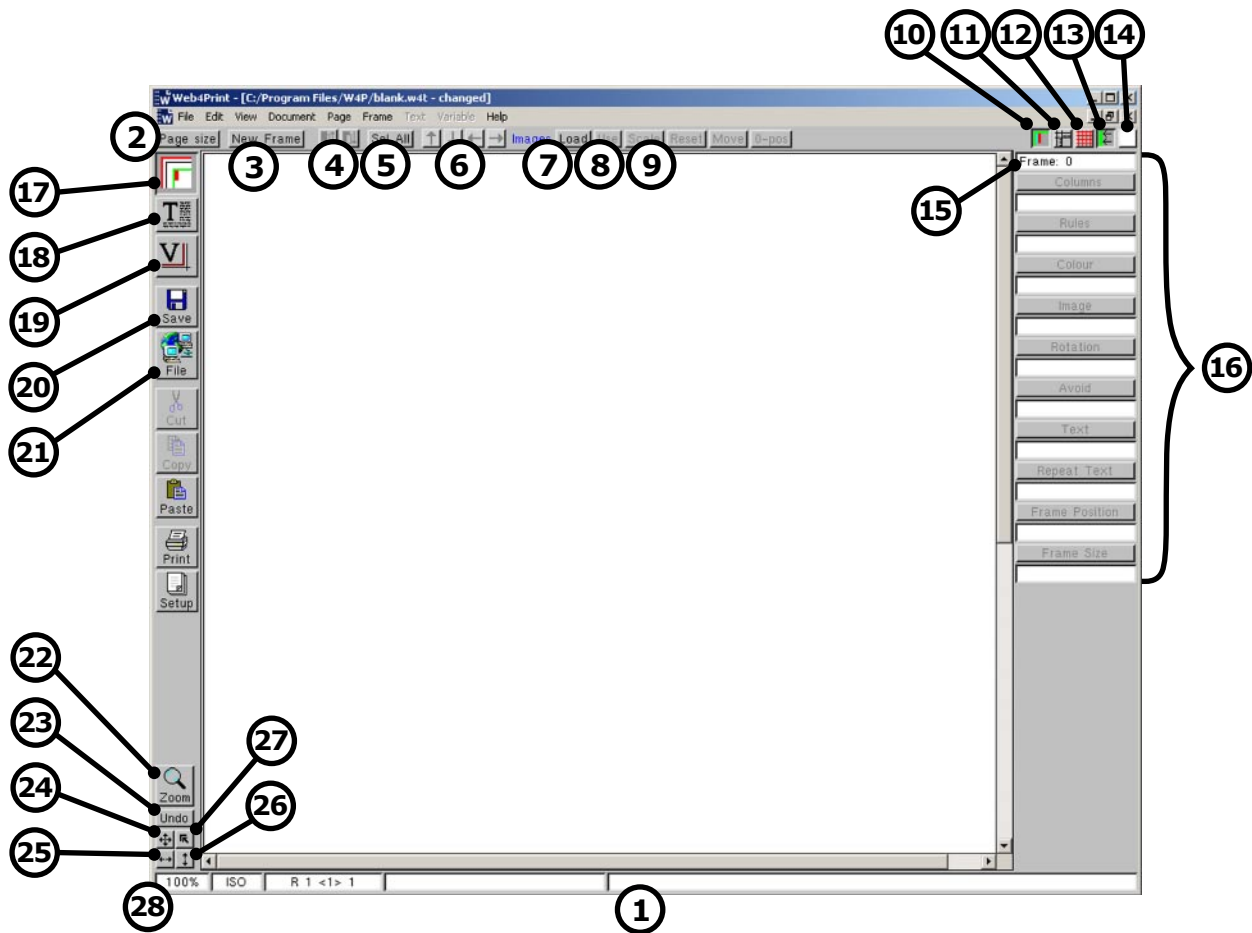 10 11 12 13 14
Web4Print - [C:/Program Files/W4P/blank.w4t - changed]
File Edit View Document Page Frame Text Variable Help
2
Page size New Frame Sel All Images Load Use Scale Reset Move 0-pos
3 4 5 6 7 8 9
Frame: 0
15
Columns
Rules
Colour
Image
Rotation
Avoid
Text
Repeat Text
Frame Position
Frame Size
16
17
18
19
20
Save
21
File
Cut
Copy
Paste
Print
Setup
22
23
24
25
27
26
Zoom
Undo
100% ISO R 1 <1> 1
28
1